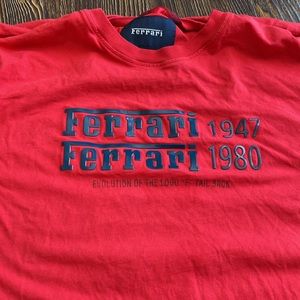 Ferrari
Ferrari 1947
Ferrari 1980
EVOLUTION OF THE LOGO "F" TAIL BACK